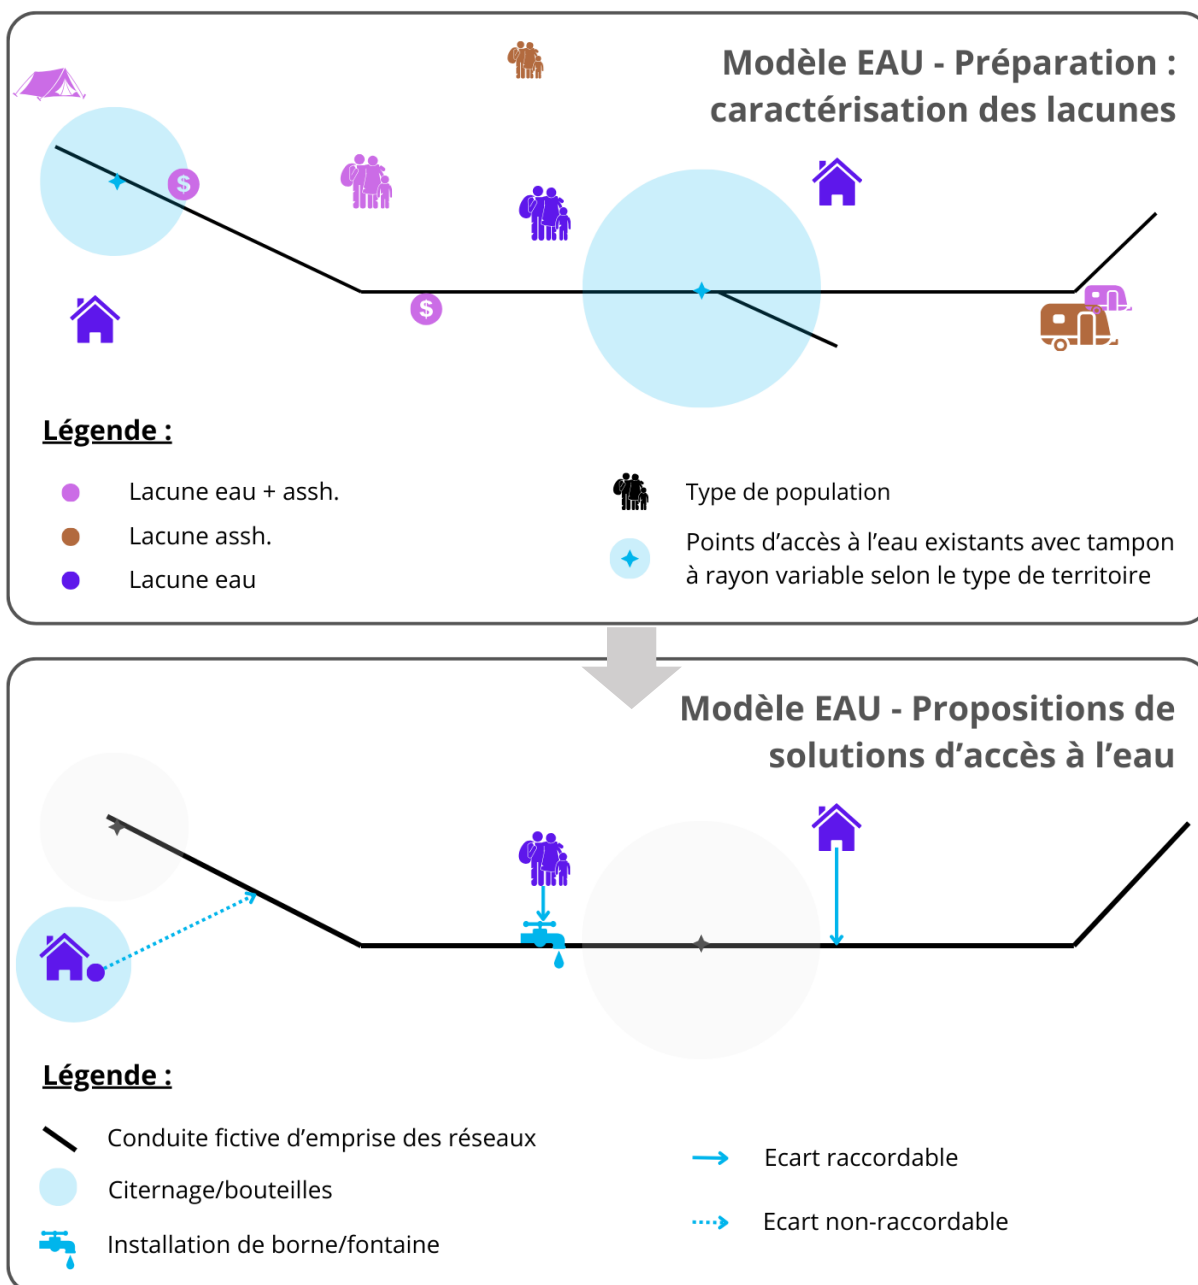 Modèle EAU - Préparation :
caractérisation des lacunes
$
$
Légende :
Lacune eau + assh.
Lacune assh.
Lacune eau
Type de population
Points d’accès à l’eau existants avec tampon
à rayon variable selon le type de territoire
Modèle EAU - Propositions de
solutions d’accès à l’eau
Légende :
Conduite fictive d’emprise des réseaux
Citernage/bouteilles
Installation de borne/fontaine
Ecart raccordable
Ecart non-raccordable